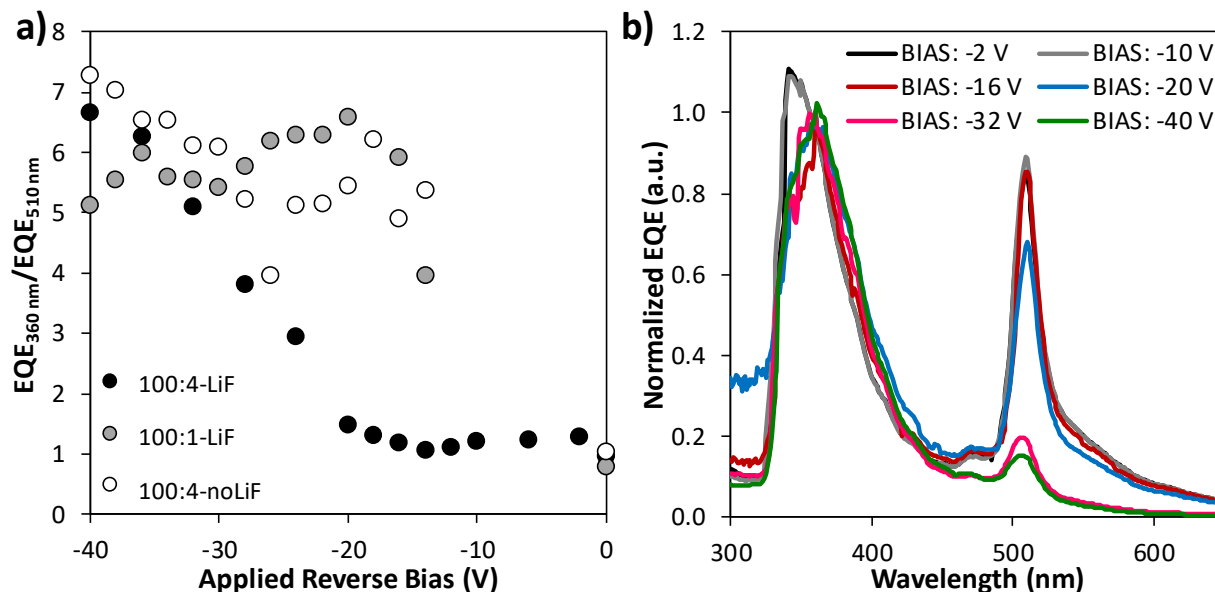 a)
EQE360 nm/EQE510 nm
8
7
6
5
4
3
2
1
0
100:4-LiF
100:1-LiF
100:4-noLiF
-40 -30 -20 -10 0
Applied Reverse Bias (V)
b)
Normalized EQE (a.u.)
1.2
1.0
0.8
0.6
0.4
0.2
0.0
BIAS: -2 V BIAS: -10 V
BIAS: -16 V BIAS: -20 V
BIAS: -32 V BIAS: -40 V
300 400 500 600
Wavelength (nm)